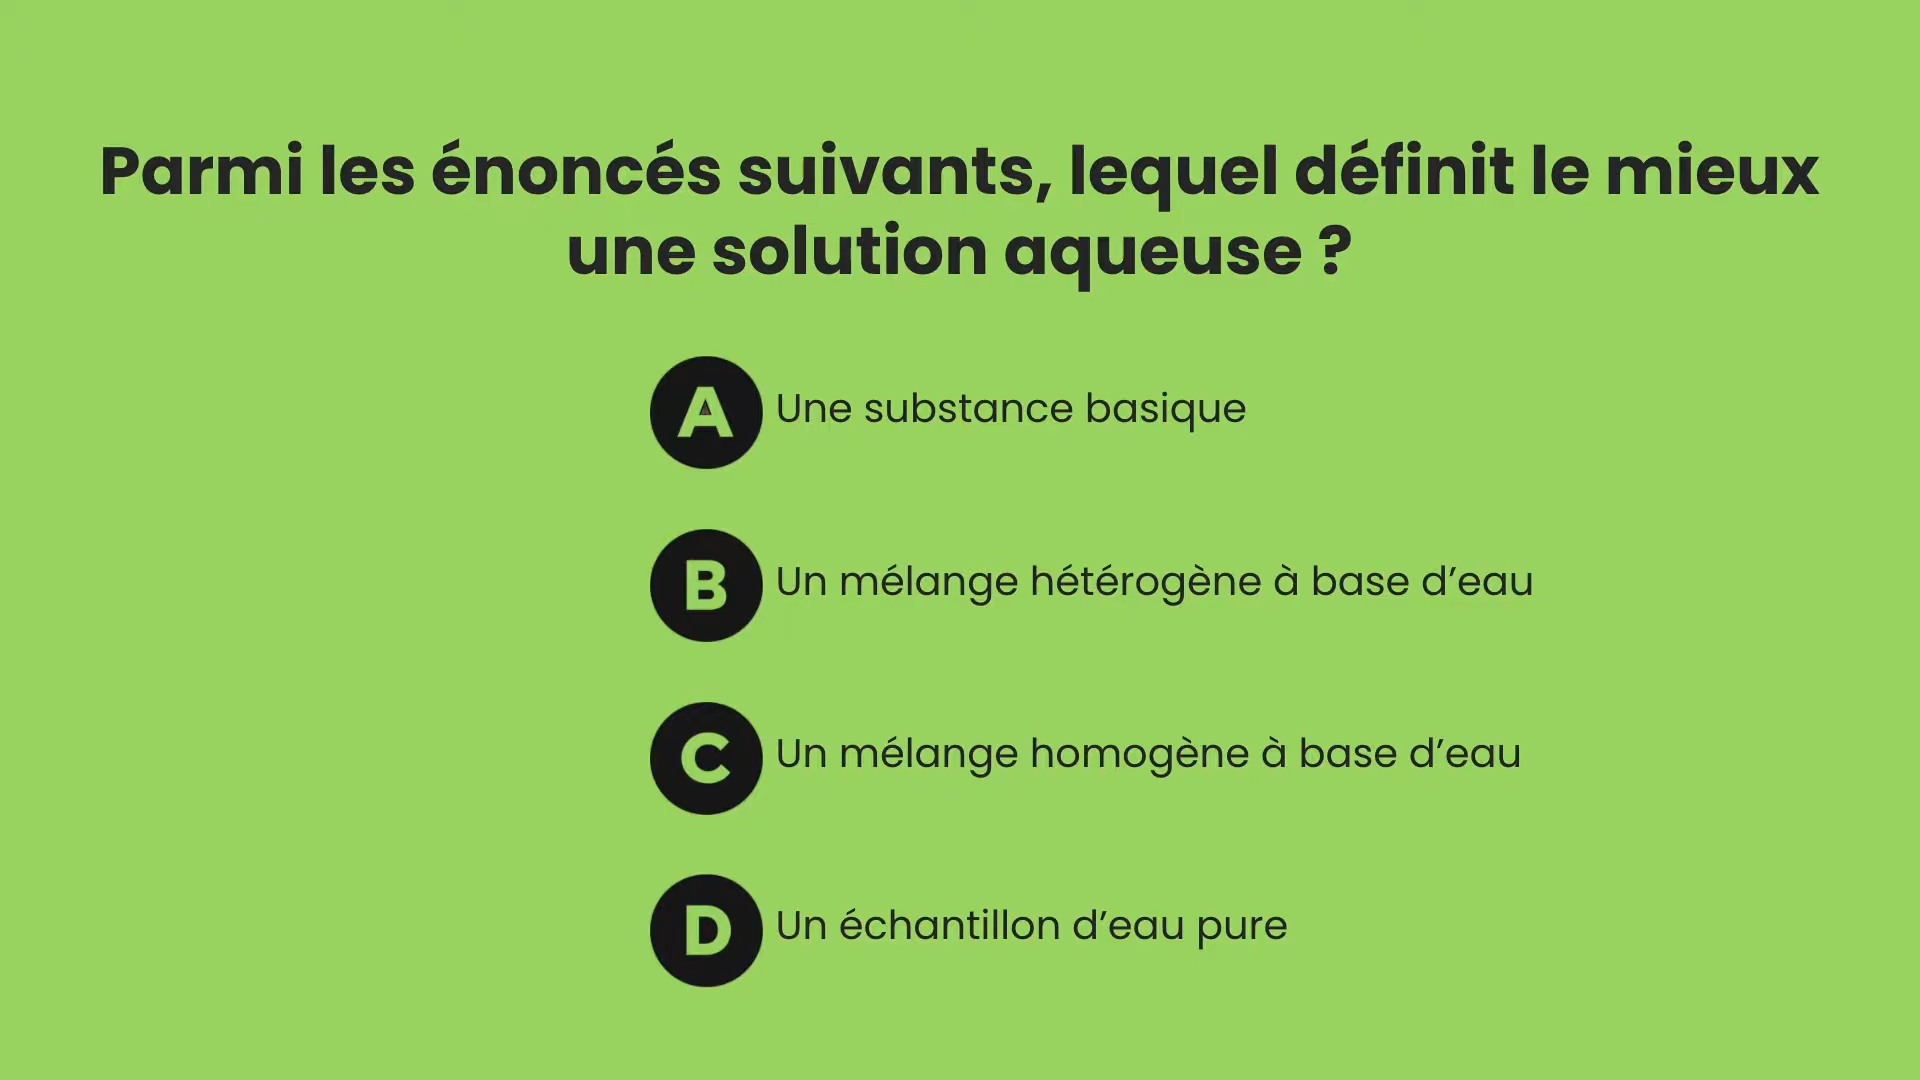 Parmi les énoncés suivants, lequel définit le mieux
une solution aqueuse ?
A Une substance basique
B Un mélange hétérogène à base d’eau
C Un mélange homogène à base d’eau
D Un échantillon d’eau pure